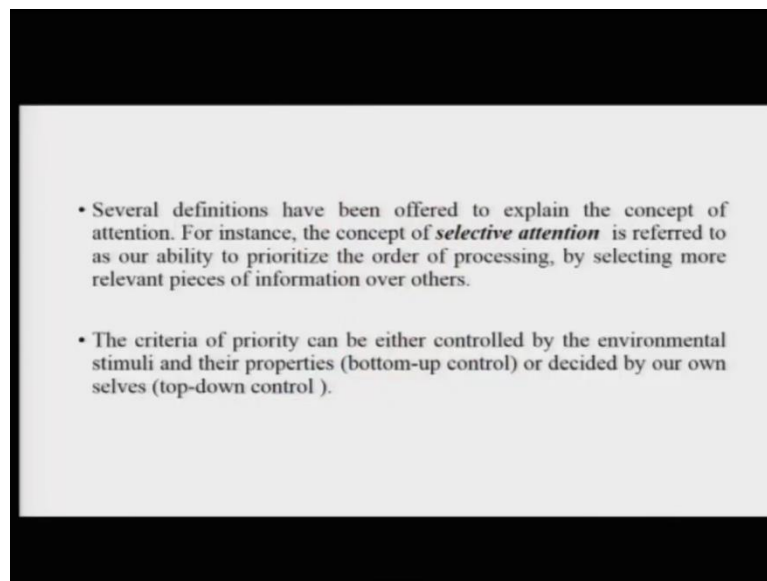 • Several definitions have been offered to explain the concept of
attention. For instance, the concept of selective attention is referred to
as our ability to prioritize the order of processing, by selecting more
relevant pieces of information over others.
• The criteria of priority can be either controlled by the environmental
stimuli and their properties (bottom-up control) or decided by our own
selves (top-down control ).